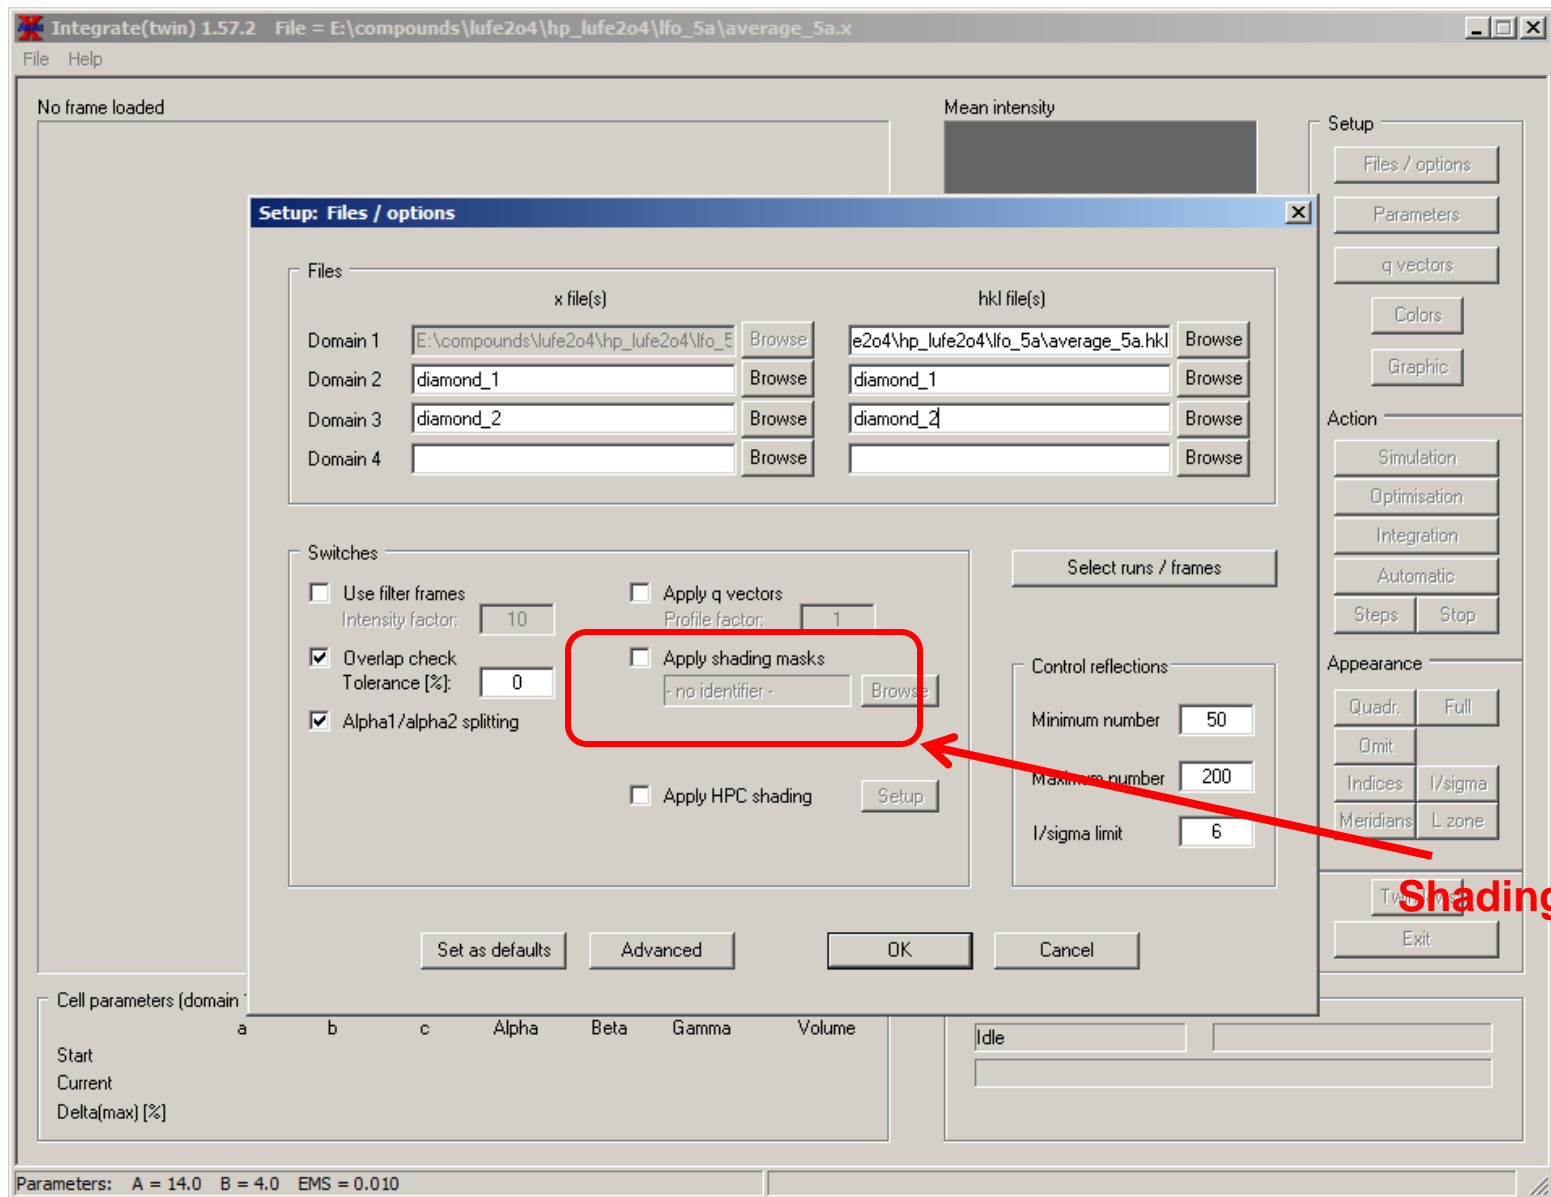 Integrate(twin) 1.57.2 File = E:\compounds\lufe2o4\hp_lufe2o4\lfo_5a\average_5a.x
File Help
No frame loaded
Mean intensity
Setup
Files / options
Parameters
q vectors
Colors
Graphic
Setup: Files / options
Files
x file(s) hkl file(s)
Domain 1 E:\compounds\lufe2o4\hp_lufe2o4\lfo_5 Browse e2o4\hp_lufe2o4\lfo_5a\average_5a.hkl Browse
Domain 2 diamond_1 Browse diamond_1 Browse
Domain 3 diamond_2 Browse diamond_2 Browse
Domain 4 Browse Browse
Switches
Use filter frames
Intensity factor: 10
Overlap check
Tolerance [%]: 0
Alpha1/alpha2 splitting
Apply q vectors
Profile factor: 1
Apply shading masks
- no identifier - Browse
Apply HPC shading Setup
Select runs / frames
Control reflections
Minimum number 50
Maximum number 200
I/sigma limit 6
Set as defaults Advanced OK Cancel
Action
Simulation
Optimisation
Integration
Automatic
Steps Stop
Appearance
Quadr. Full
Omit
Indices I/sigma
Meridians L zone
Shading
Exit
Cell parameters (domain
a b c Alpha Beta Gamma Volume
Start
Current
Delta(max) [%]
Idle
Parameters: A = 14.0 B = 4.0 EMS = 0.010